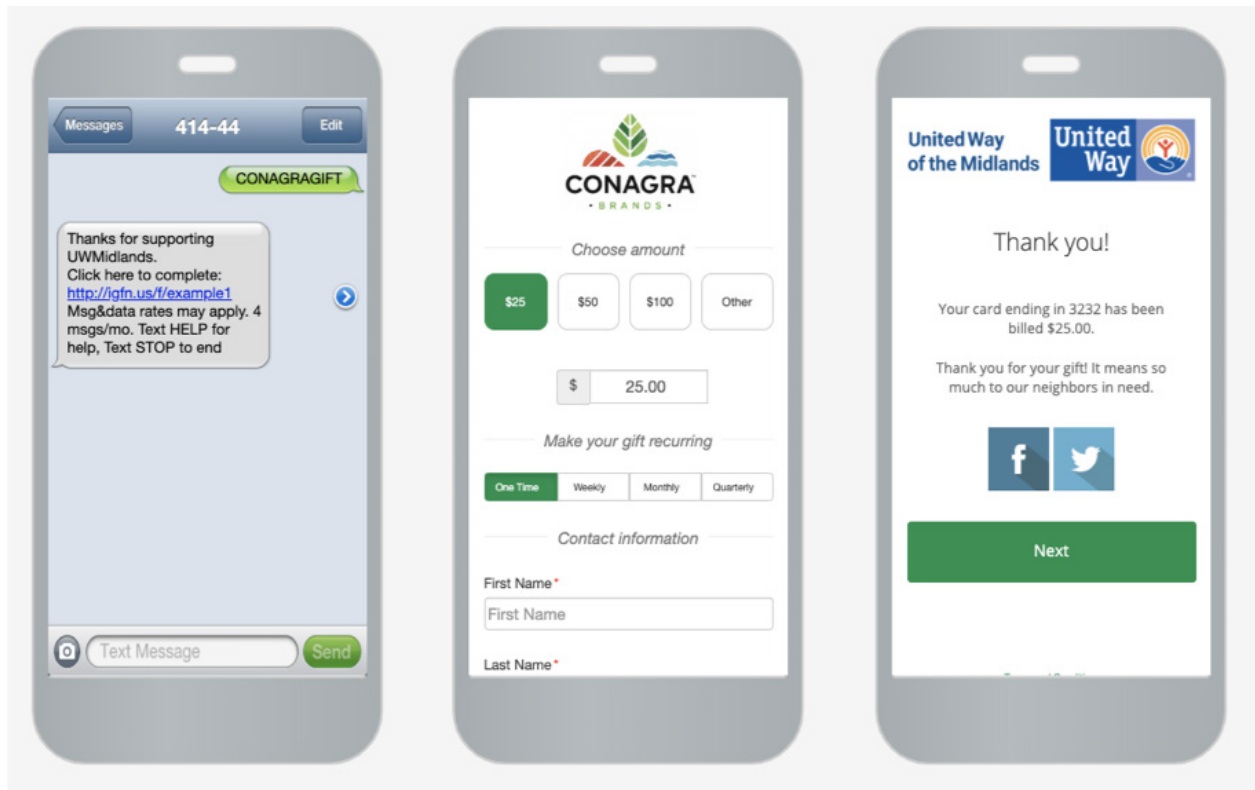 Messages
414-44
Edit
CONAGRAGIFT
Thanks for supporting
UWMidlands.
Click here to complete:
http://igfn.us/f/example1
Msg&data rates may apply. 4
msgs/mo. Text HELP for
help, Text STOP to end
Text Message
Send
CONAGRA™
• BRANDS •
Choose amount
$25
$50
$100
Other
$ 25.00
Make your gift recurring
One Time
Weekly
Monthly
Quarterly
Contact information
First Name*
First Name
Last Name*
United Way
of the Midlands
United
Way
Thank you!
Your card ending in 3232 has been
billed $25.00.
Thank you for your gift! It means so
much to our neighbors in need.
f
Next